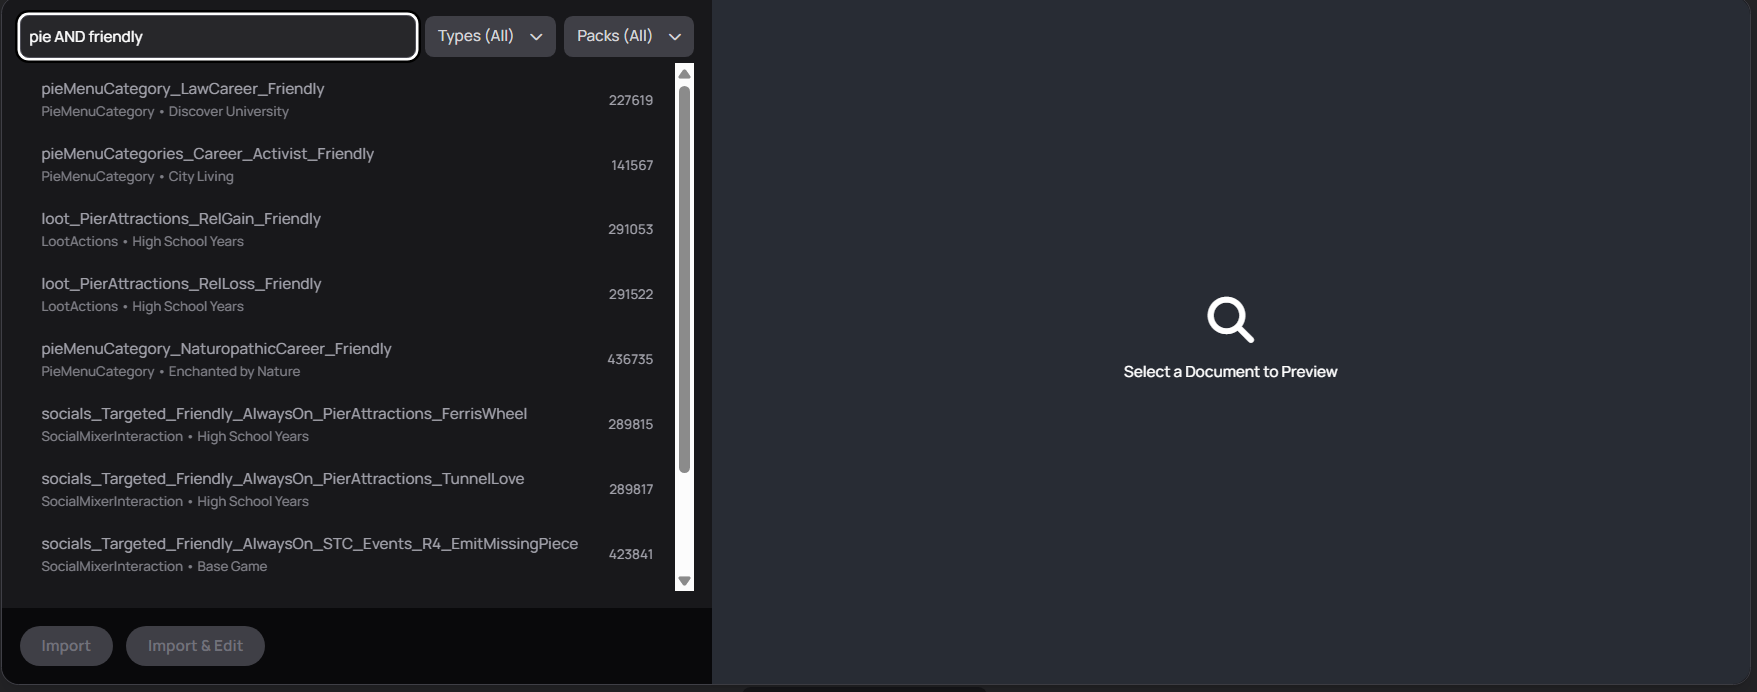 pie AND friendly
Types (All)
Packs (All)
pieMenuCategory_LawCareer_Friendly
PieMenuCategory • Discover University
227619
pieMenuCategories_Career_Activist_Friendly
PieMenuCategory • City Living
141567
loot_PierAttractions_RelGain_Friendly
LootActions • High School Years
291053
loot_PierAttractions_RelLoss_Friendly
LootActions • High School Years
291522
pieMenuCategory_NaturopathicCareer_Friendly
PieMenuCategory • Enchanted by Nature
436735
socials_Targeted_Friendly_AlwaysOn_PierAttractions_FerrisWheel
SocialMixerInteraction • High School Years
289815
socials_Targeted_Friendly_AlwaysOn_PierAttractions_TunnelLove
SocialMixerInteraction • High School Years
289817
socials_Targeted_Friendly_AlwaysOn_STC_Events_R4_EmitMissingPiece
SocialMixerInteraction • Base Game
423841
Import
Import & Edit
Select a Document to Preview